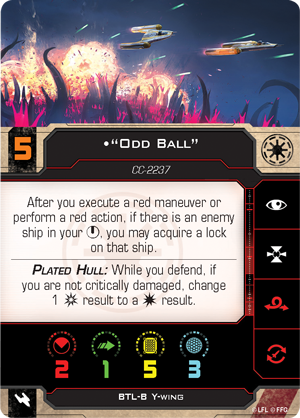 •“Odd Ball”
5
CC-2237
After you execute a red maneuver or
perform a red action, if there is an enemy
ship in your , you may acquire a lock
on that ship.
Plated Hull: While you defend, if
you are not critically damaged, change
1 result to a result.
2 1 5 3
BTL-B Y-wing
©LFL ©FFG